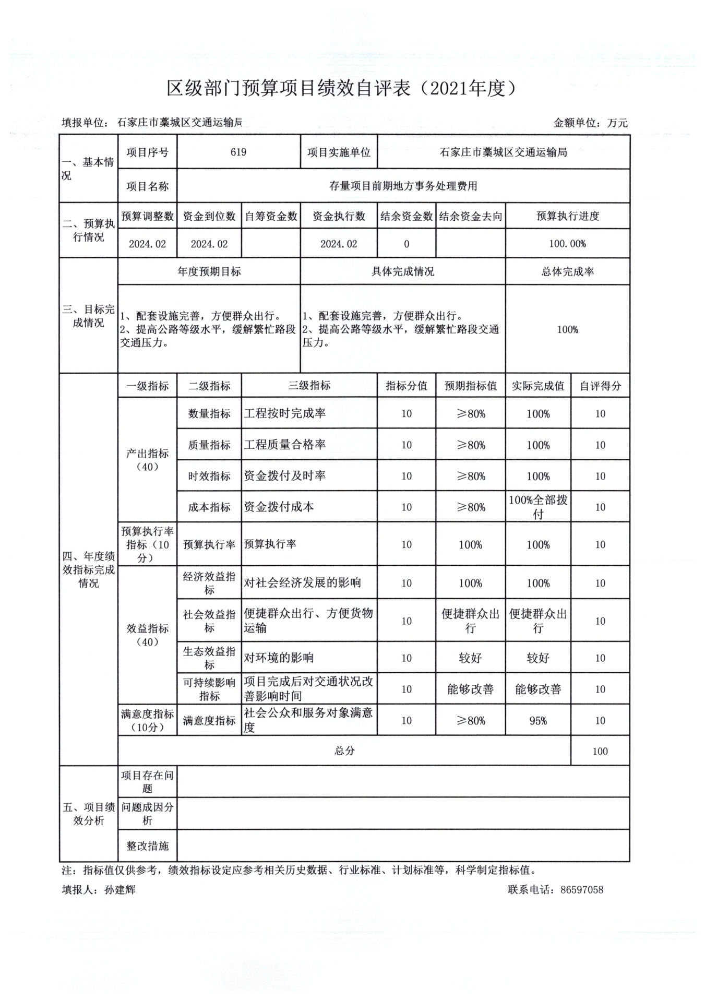 区级部门预算项目绩效自评表（2021年度）
填报单位： 石家庄市藁城区交通运输局 金额单位：万元
一、基本情
况
项目序号 619 项目实施单位 石家庄市藁城区交通运输局
项目名称 存量项目前期地方事务处理费用
二、预算执
行情况
预算调整数 资金到位数 自筹资金数 资金执行数 结余资金数 结余资金去向 预算执行进度
2024.02 2024.02 2024.02 0 100.00%
三、目标完
成情况
年度预期目标 具体完成情况 总体完成率
1、配套设施完善，方便群众出行。
2、提高公路等级水平，缓解繁忙路段
交通压力。
1、配套设施完善，方便群众出行。
2、提高公路等级水平，缓解繁忙路段交通
压力。
100%
四、年度绩
效指标完成
情况
一级指标 二级指标 三级指标 指标分值 预期指标值 实际完成值 自评得分
产出指标
（40）
数量指标 工程按时完成率 10 ≥80% 100% 10
质量指标 工程质量合格率 10 ≥80% 100% 10
时效指标 资金拨付及时率 10 ≥80% 100% 10
成本指标 资金拨付成本 10 ≥80% 100%全部拨
付 10
预算执行率
指标（10
分）
预算执行率 预算执行率 10 100% 100% 10
效益指标
（40）
经济效益指
标
对社会经济发展的影响 10 100% 100% 10
社会效益指
标
便捷群众出行、方便货物
运输
10
便捷群众出
行
便捷群众出
行
10
生态效益指
标
对环境的影响 10 较好 较好 10
可持续影响
指标
项目完成后对交通状况改
善影响时间
10 能够改善 能够改善 10
满意度指标
（10分）
满意度指标
社会公众和服务对象满意
度
10 ≥80% 95% 10
总分 100
五、项目绩
效分析
项目存在问
题
问题成因分
析
整改措施
注：指标值仅供参考，绩效指标设定应参考相关历史数据、行业标准、计划标准等，科学制定指标值。
填报人：孙建辉 联系电话：86597058